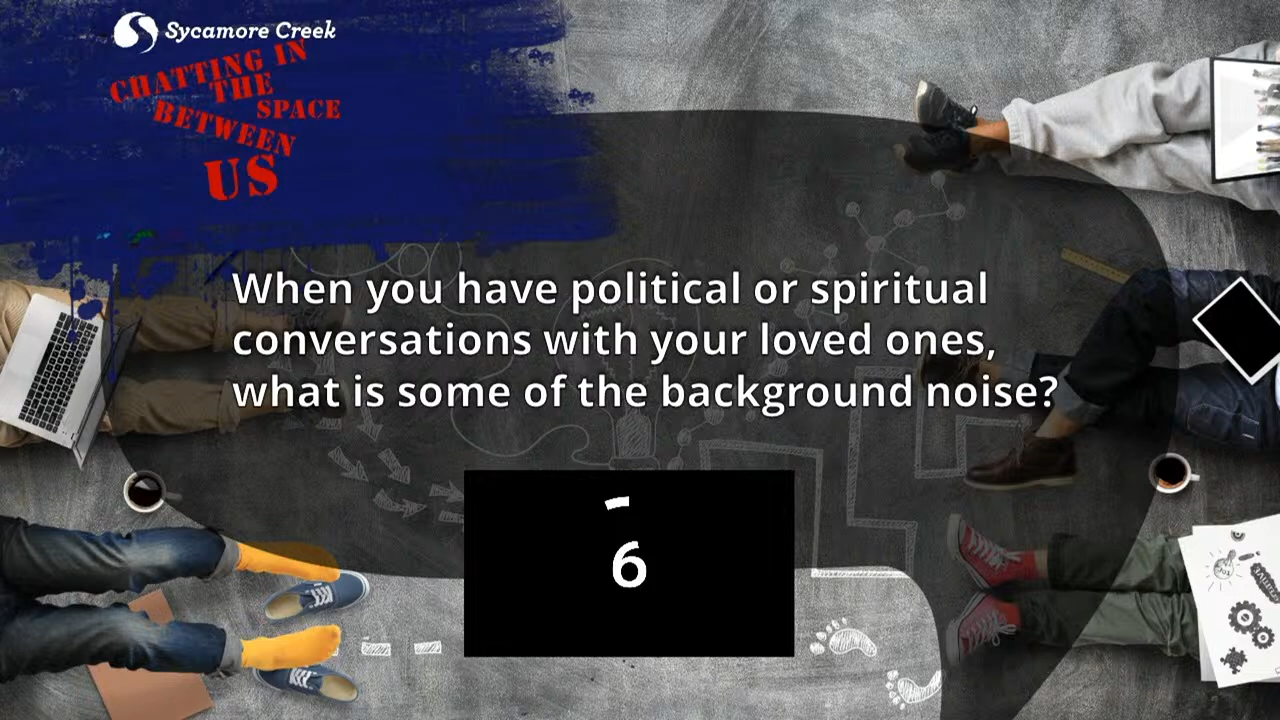 Sycamore Creek
CHATTING IN
THE
SPACE
BETWEEN
US
When you have political or spiritual
conversations with your loved ones,
what is some of the background noise?
6